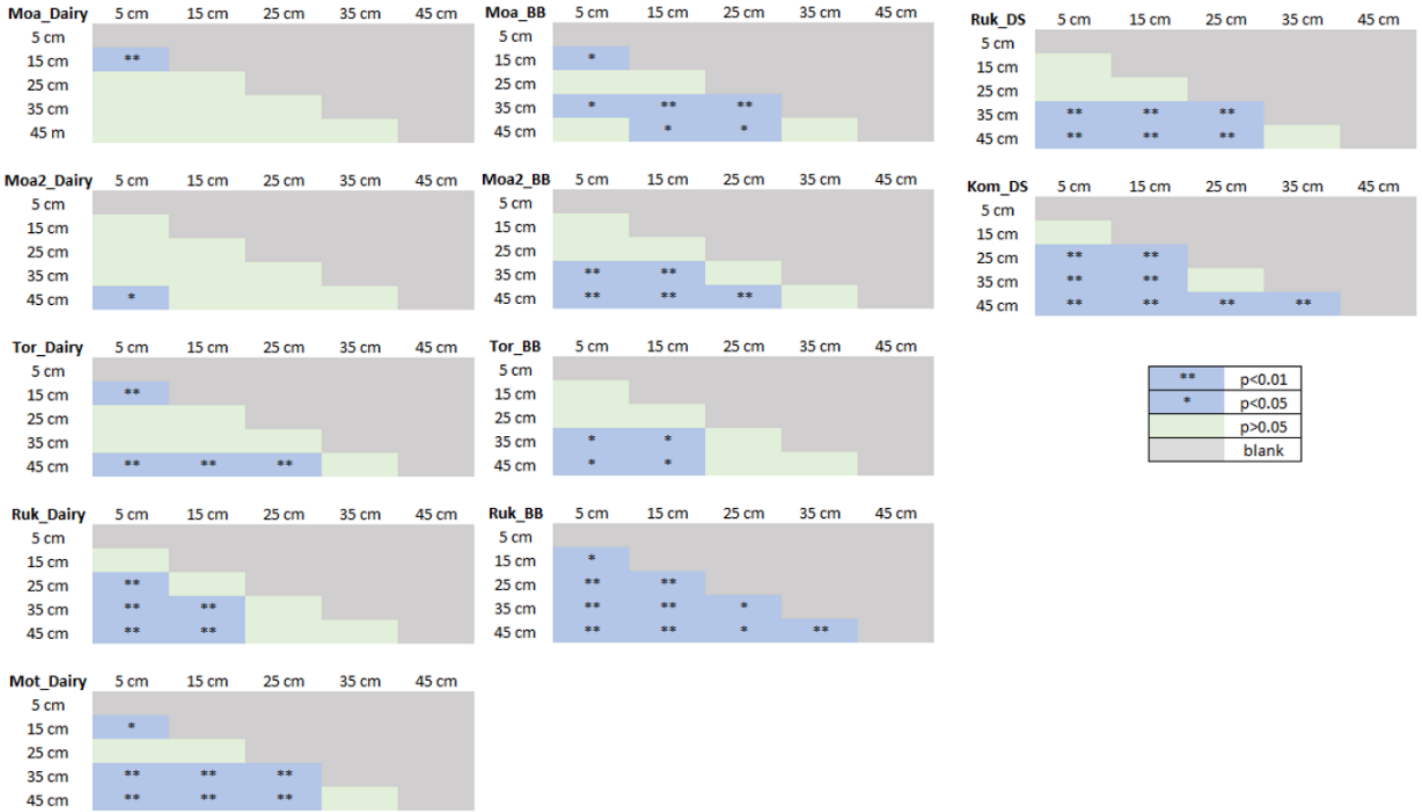 Moa_Dairy 5 cm 15 cm 25 cm 35 cm 45 cm
5 cm
15 cm **
25 cm
35 cm
45 m
Moa_BB 5 cm 15 cm 25 cm 35 cm 45 cm
5 cm
15 cm *
25 cm
35 cm * ** **
45 cm * *
Ruk_DS 5 cm 15 cm 25 cm 35 cm 45 cm
5 cm
15 cm
25 cm
35 cm ** ** **
45 cm ** ** **
Moa2_Dairy 5 cm 15 cm 25 cm 35 cm 45 cm
5 cm
15 cm
25 cm
35 cm
45 cm *
Moa2_BB 5 cm 15 cm 25 cm 35 cm 45 cm
5 cm
15 cm
25 cm
35 cm ** **
45 cm ** ** **
Kom_DS 5 cm 15 cm 25 cm 35 cm 45 cm
5 cm
15 cm
25 cm ** **
35 cm ** **
45 cm ** ** ** **
Tor_Dairy 5 cm 15 cm 25 cm 35 cm 45 cm
5 cm
15 cm **
25 cm
35 cm
45 cm ** ** **
Tor_BB 5 cm 15 cm 25 cm 35 cm 45 cm
5 cm
15 cm
25 cm
35 cm * *
45 cm * *
** p<0.01
* p<0.05
p>0.05
blank
Ruk_Dairy 5 cm 15 cm 25 cm 35 cm 45 cm
5 cm
15 cm
25 cm **
35 cm ** **
45 cm ** **
Ruk_BB 5 cm 15 cm 25 cm 35 cm 45 cm
5 cm
15 cm *
25 cm ** **
35 cm ** ** *
45 cm ** ** * **
Mot_Dairy 5 cm 15 cm 25 cm 35 cm 45 cm
5 cm
15 cm *
25 cm
35 cm ** ** **
45 cm ** ** **